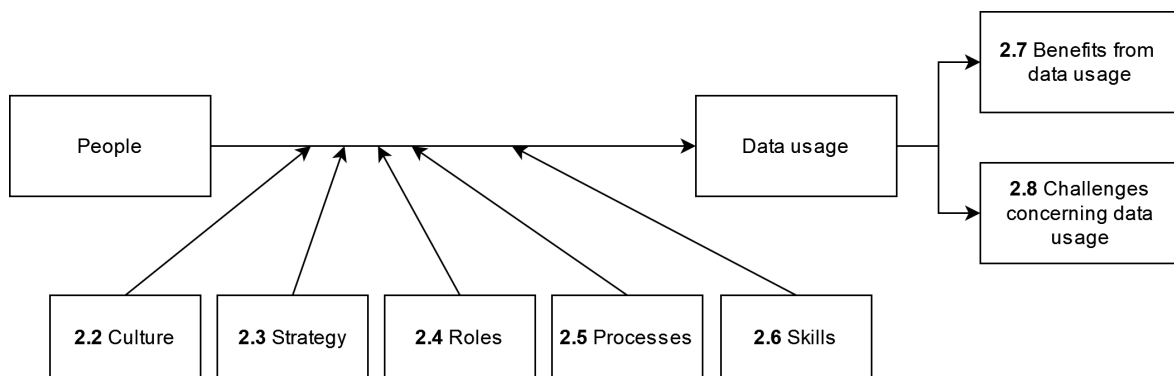 2.7 Benefits from
data usage
People
Data usage
2.8 Challenges
concerning data
usage
2.2 Culture
2.3 Strategy
2.4 Roles
2.5 Processes
2.6 Skills